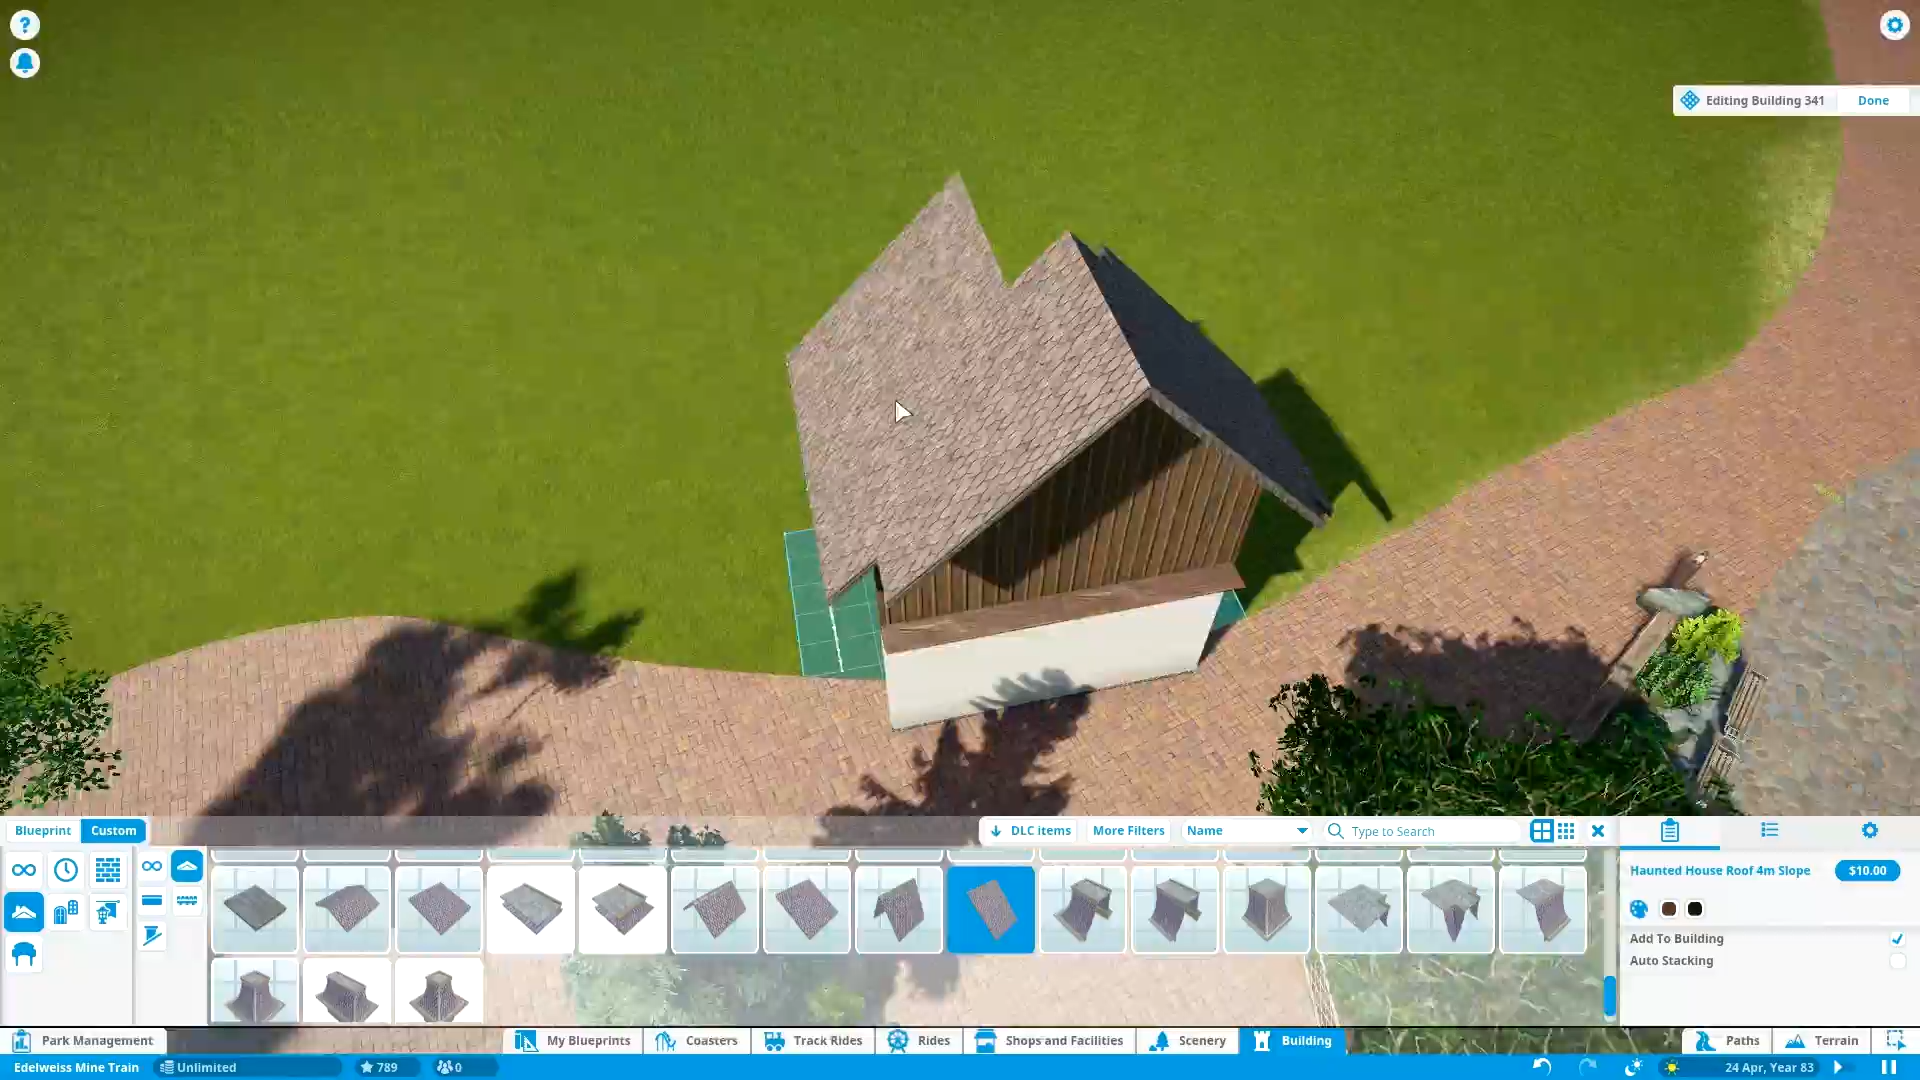 ?
Editing Building 341
Done
Blueprint
Custom
DLC items
More Filters
Name
Type to Search
Haunted House Roof 4m Slope
$10.00
Add To Building
Auto Stacking
Park Management
My Blueprints
Coasters
Track Rides
Rides
Shops and Facilities
Scenery
Building
Paths
Terrain
Edelweiss Mine Train
Unlimited
789
0
24 Apr, Year 83